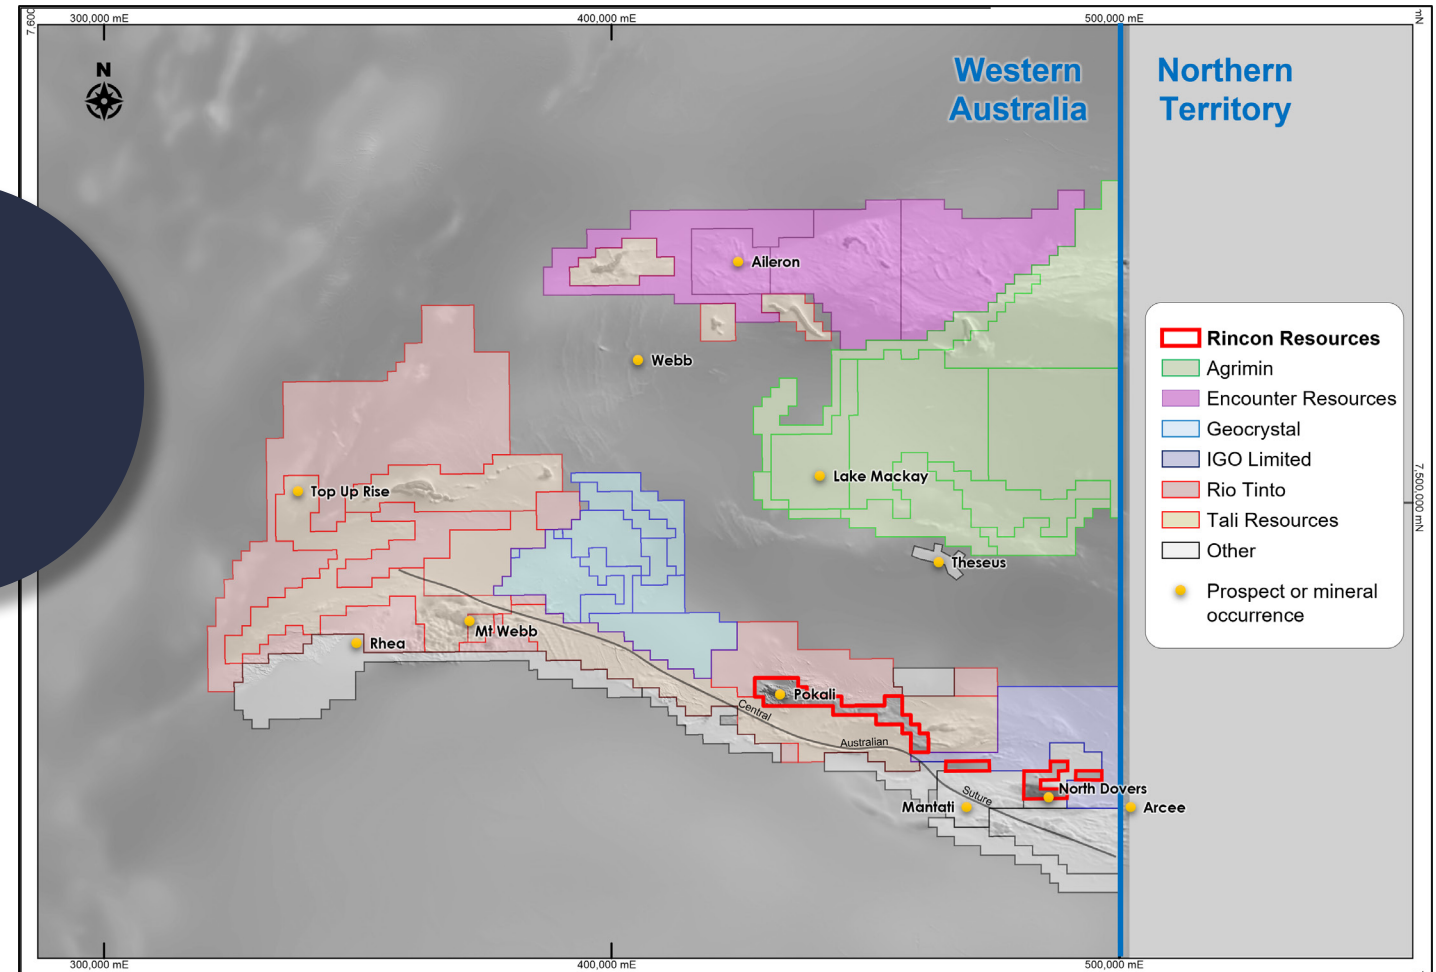 300,000 mE
400,000 mE
500,000 mE
mN
7,600
N
Western
Australia
Northern
Territory
Aileron
Webb
Rincon Resources
Agrimin
Encounter Resources
Geocrystal
IGO Limited
Rio Tinto
Tali Resources
Other
Prospect or mineral
occurrence
Lake Mackay
Top Up Rise
7,500,000 mN
Theseus
Mt Webb
Rhea
Pokali
Central
Australian
Suture
North Dovers
Mantati
Arcee
300,000 mE
400,000 mE
500,000 mE